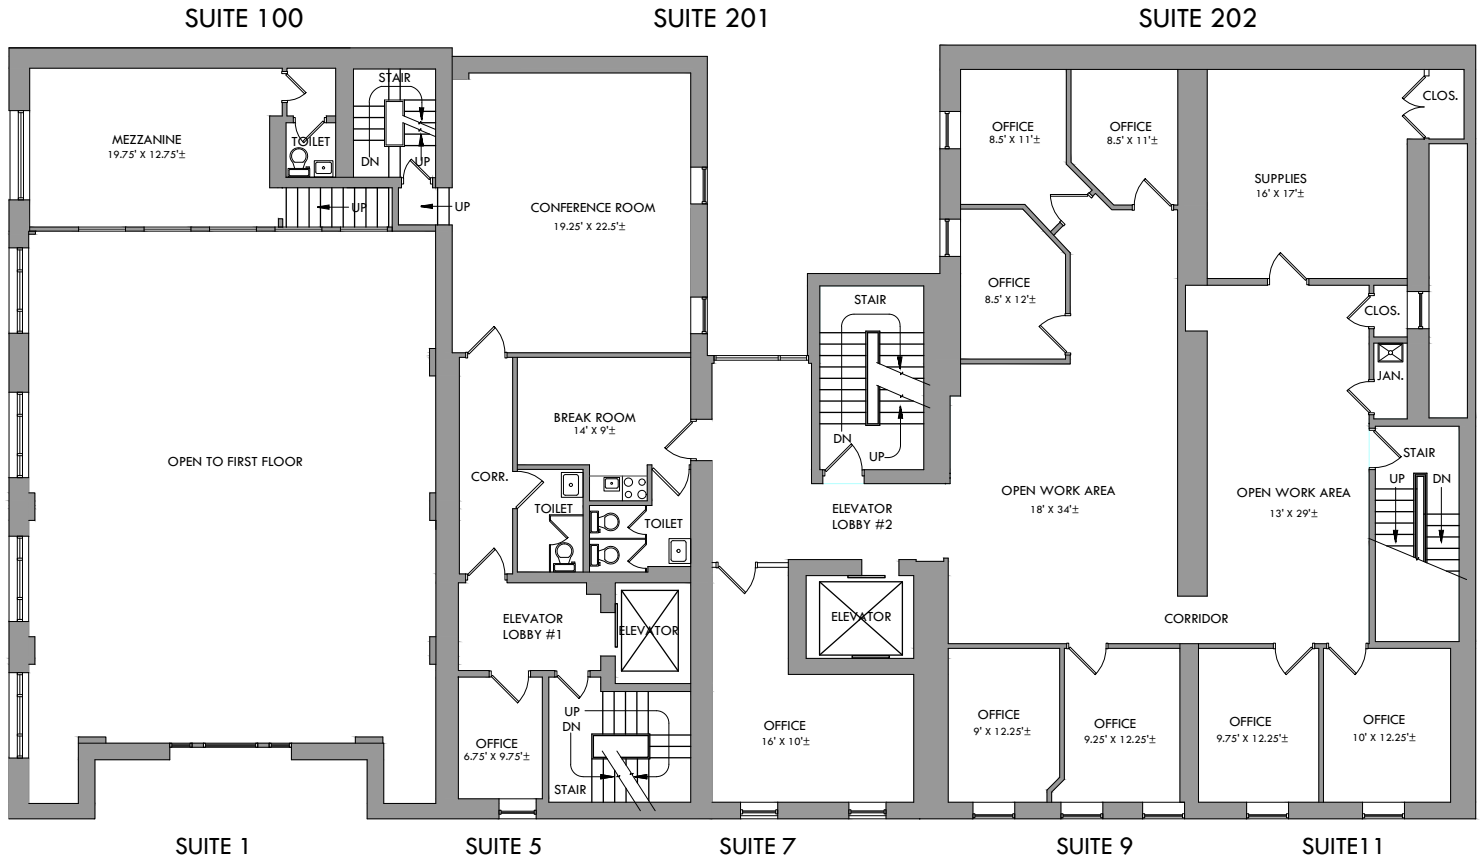 SUITE 100
SUITE 201
SUITE 202
STAIR
DN
UP
TOILET
MEZZANINE
19.75' X 12.75'±
UP
UP
CONFERENCE ROOM
19.25' X 22.5'±
OFFICE
8.5' X 11'±
OFFICE
8.5' X 11'±
CLOS.
SUPPLIES
16' X 17'±
OFFICE
8.5' X 12'±
STAIR
DN
UP
CLOS.
JAN.
OPEN TO FIRST FLOOR
BREAK ROOM
14' X 9'±
CORR.
TOILET
TOILET
ELEVATOR
LOBBY #2
OPEN WORK AREA
18' X 34'±
OPEN WORK AREA
13' X 29'±
STAIR
UP
DN
ELEVATOR
LOBBY #1
ELEVATOR
ELEVATOR
CORRIDOR
OFFICE
6.75' X 9.75'±
UP
DN
STAIR
OFFICE
16' X 10'±
OFFICE
9' X 12.25'±
OFFICE
9.25' X 12.25'±
OFFICE
9.75' X 12.25'±
OFFICE
10' X 12.25'±
SUITE 1
SUITE 5
SUITE 7
SUITE 9
SUITE11